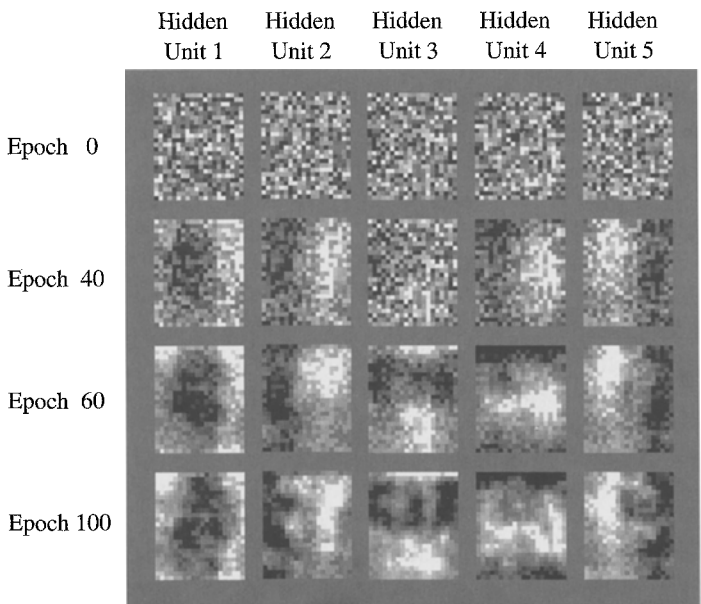 Hidden Hidden Hidden Hidden Hidden
Unit 1 Unit 2 Unit 3 Unit 4 Unit 5
Epoch 0
Epoch 40
Epoch 60
Epoch 100